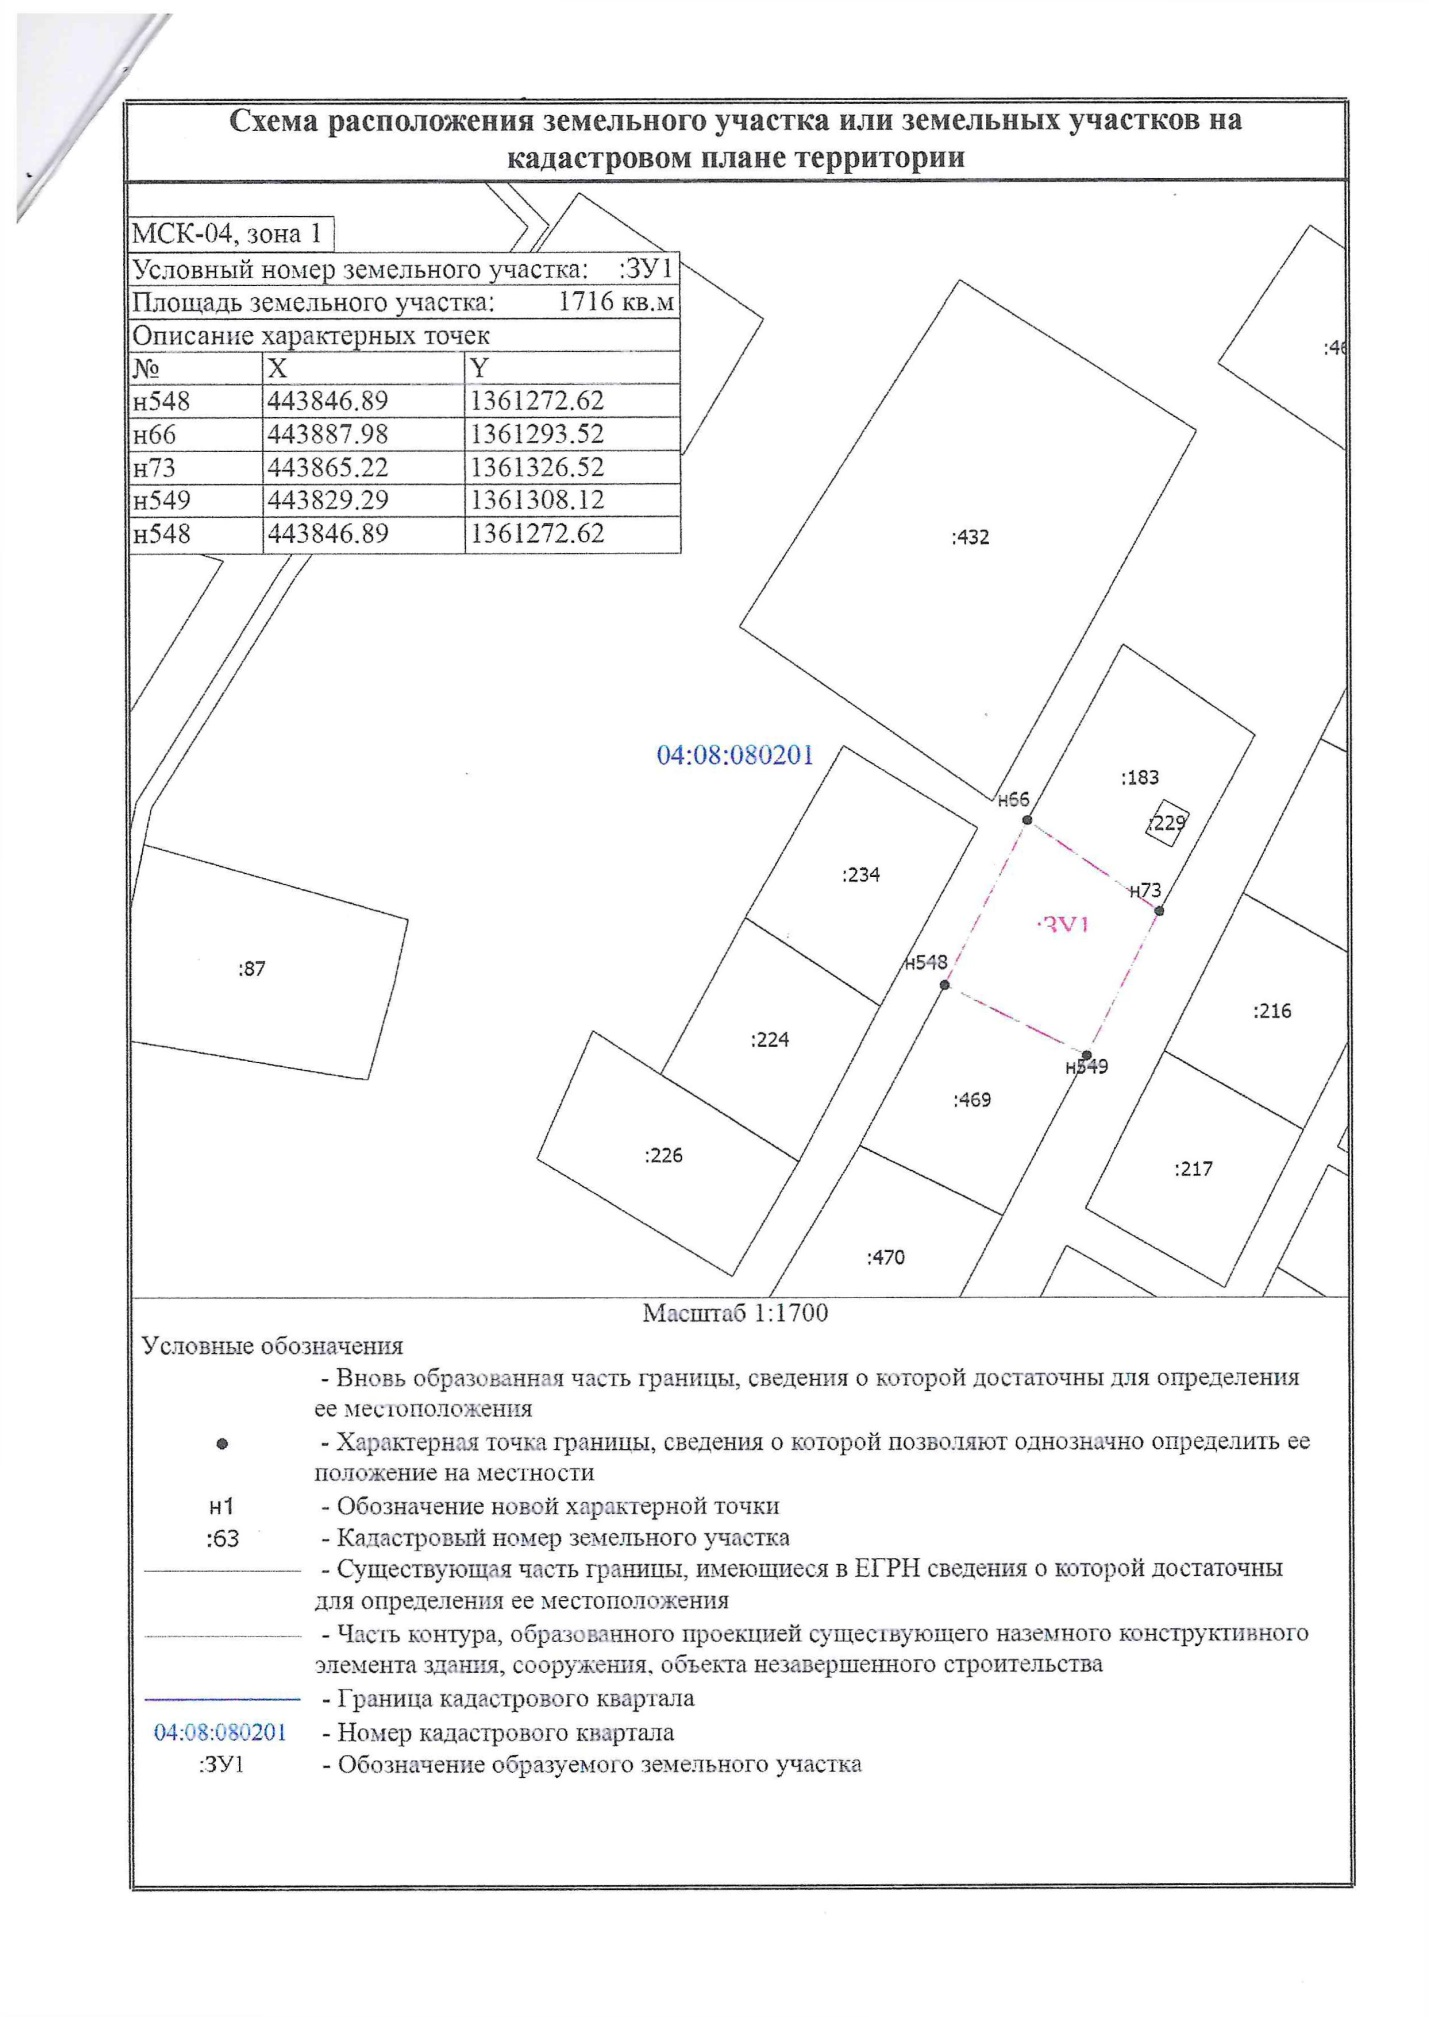 Схема расположения земельного участка или земельных участков на
кадастровом плане территории
МСК-04, зона 1
Условный номер земельного участка: :ЗУ1
Площадь земельного участка: 1716 кв.м
Описание характерных точек
№ X Y
н548 443846.89 1361272.62
н66 443887.98 1361293.52
н73 443865.22 1361326.52
н549 443829.29 1361308.12
н548 443846.89 1361272.62
:46
:432
04:08:080201
:183
н66
:229
:234
н73
:ЗУ1
н548
:87
:216
:224
н549
:469
:226
:217
:470
Масштаб 1:1700
Условные обозначения
- Вновь образованная часть границы, сведения о которой достаточны для определения
ее местоположения
- Характерная точка границы, сведения о которой позволяют однозначно определить ее
положение на местности
н1 - Обозначение новой характерной точки
:63 - Кадастровый номер земельного участка
- Существующая часть границы, имеющиеся в ЕГРН сведения о которой достаточны
для определения ее местоположения
- Часть контура, образованного проекцией существующего наземного конструктивного
элемента здания, сооружения, объекта незавершенного строительства
- Граница кадастрового квартала
04:08:080201 - Номер кадастрового квартала
:ЗУ1 - Обозначение образуемого земельного участка